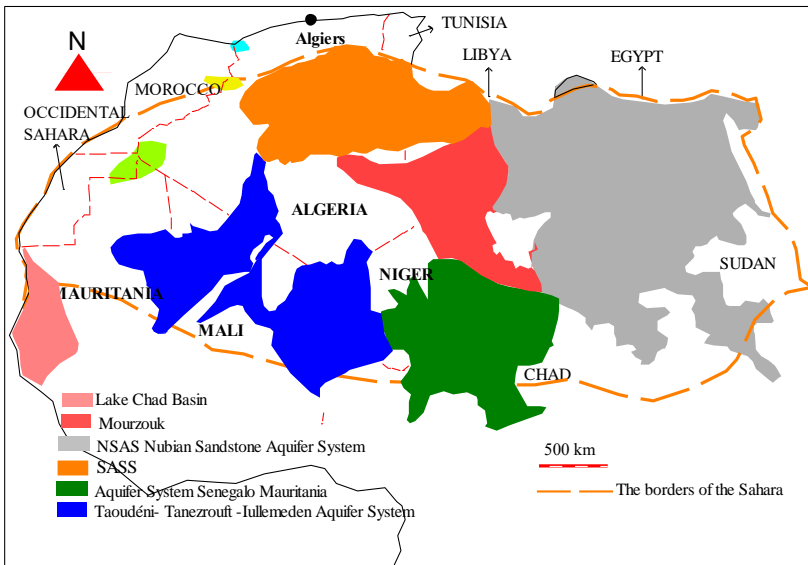 TUNISIA
N
Algiers
LIBYA
EGYPT
MOROCCO
OCCIDENTAL
SAHARA
ALGERIA
SUDAN
NIGER
MAURITANIA
MALI
CHAD
Lake Chad Basin
Mourzouk
NSAS Nubian Sandstone Aquifer System
500 km
SASS
Aquifer System Senegalo Mauritania
The borders of the Sahara
Taoudéni- Tanezrouft -Iullemeden Aquifer System